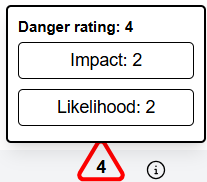 Danger rating: 4
Impact: 2
Likelihood: 2
4